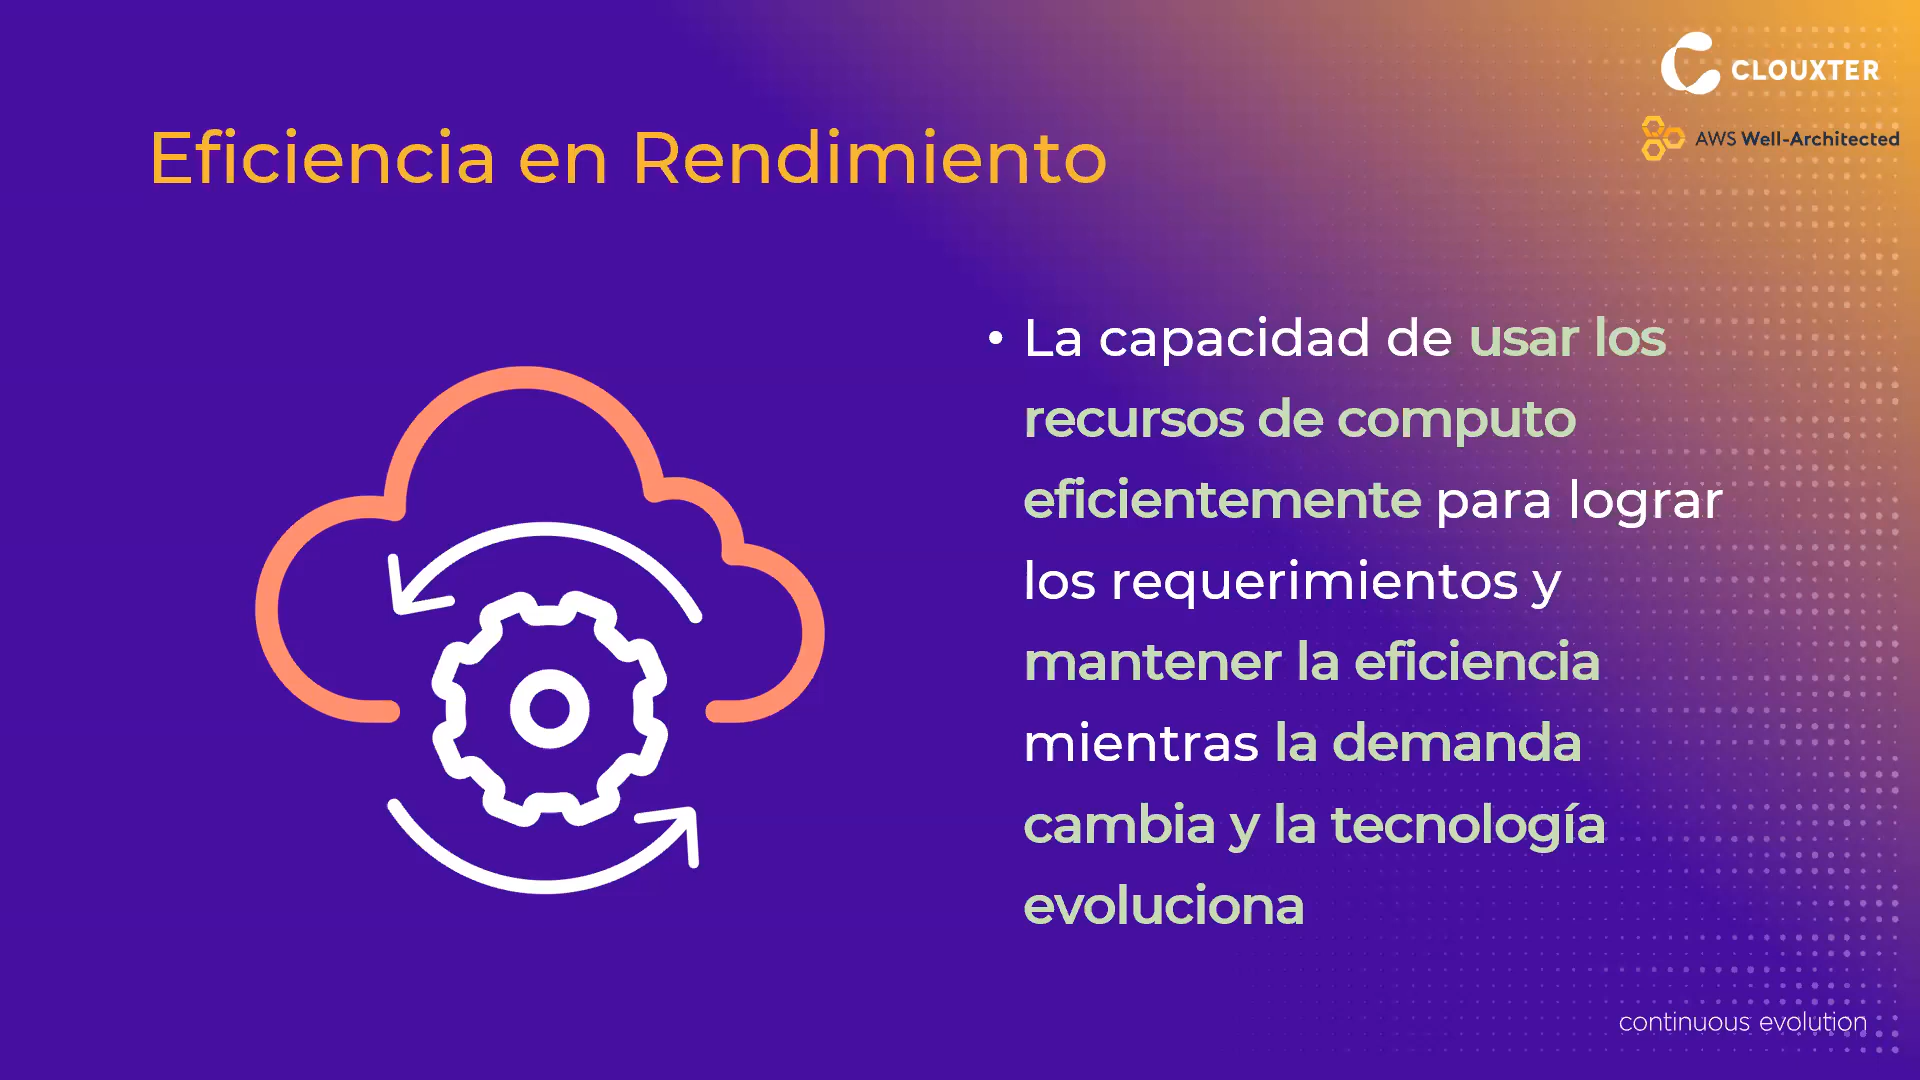 CLOUXTER
AWS Well-Architected
Eficiencia en Rendimiento
• La capacidad de usar los
recursos de computo
eficientemente para lograr
los requerimientos y
mantener la eficiencia
mientras la demanda
cambia y la tecnología
evoluciona
continuous evolution